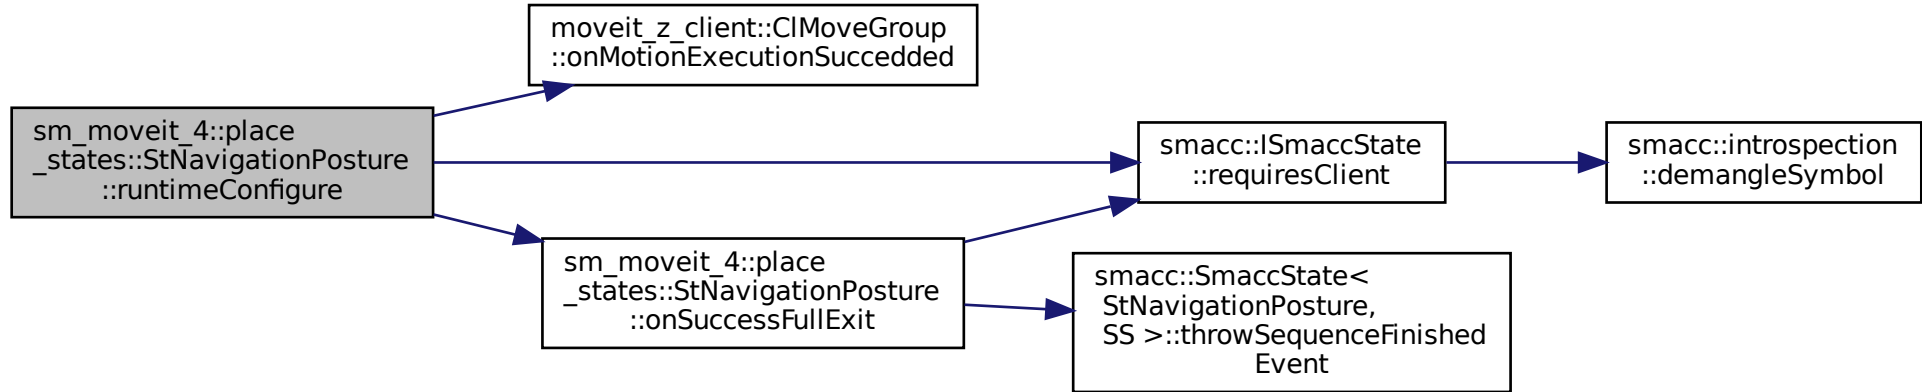 moveit_z_client::ClMoveGroup
::onMotionExecutionSuccedded
sm_moveit_4::place
_states::StNavigationPosture
::runtimeConfigure
smacc::ISmaccState
::requiresClient
smacc::introspection
::demangleSymbol
sm_moveit_4::place
_states::StNavigationPosture
::onSuccessFullExit
smacc::SmaccState<
StNavigationPosture,
SS >::throwSequenceFinished
Event